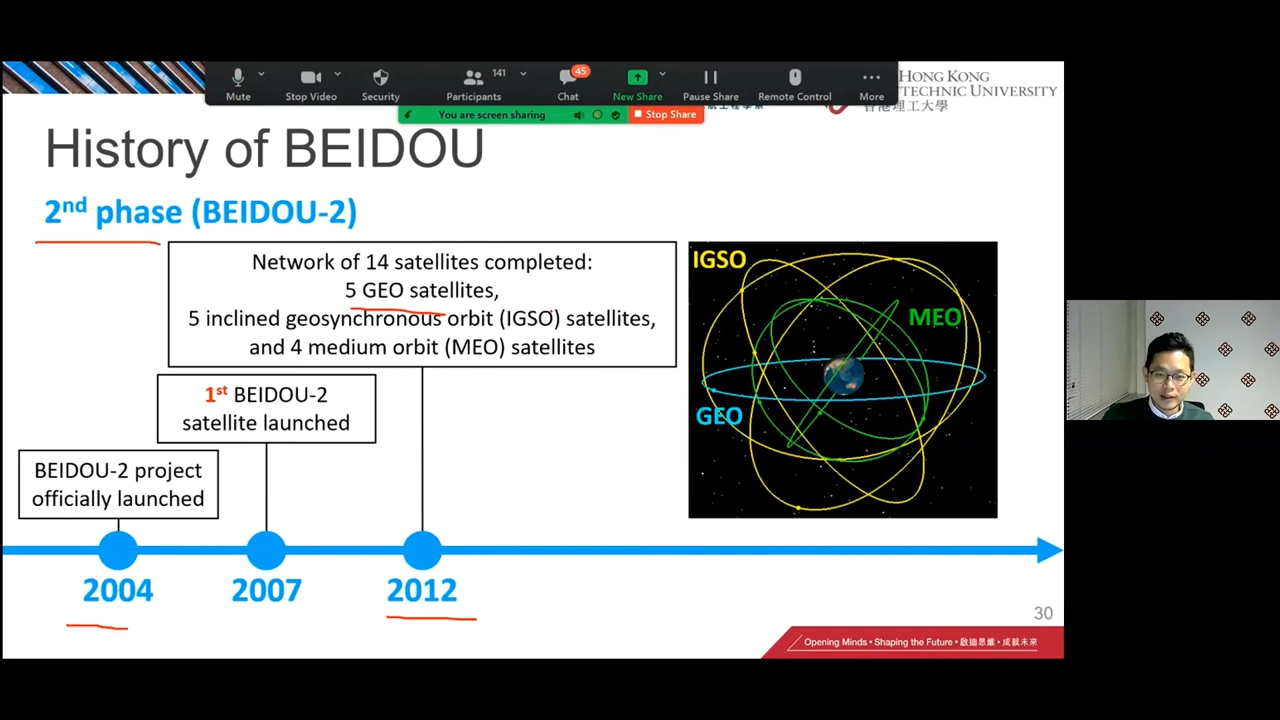 141
45
Mute
Stop Video
Security
Participants
Chat
New Share
Pause Share
Remote Control
More
You are screen sharing
Stop Share
HONG KONG
TECHNIC UNIVERSITY
香港理工大學
History of BEIDOU
2nd phase (BEIDOU-2)
Network of 14 satellites completed:
5 GEO satellites,
5 inclined geosynchronous orbit (IGSO) satellites,
and 4 medium orbit (MEO) satellites
1st BEIDOU-2
satellite launched
BEIDOU-2 project
officially launched
IGSO
MEO
GEO
2004
2007
2012
30
Opening Minds • Shaping the Future • 啟迪思維 • 成就未來